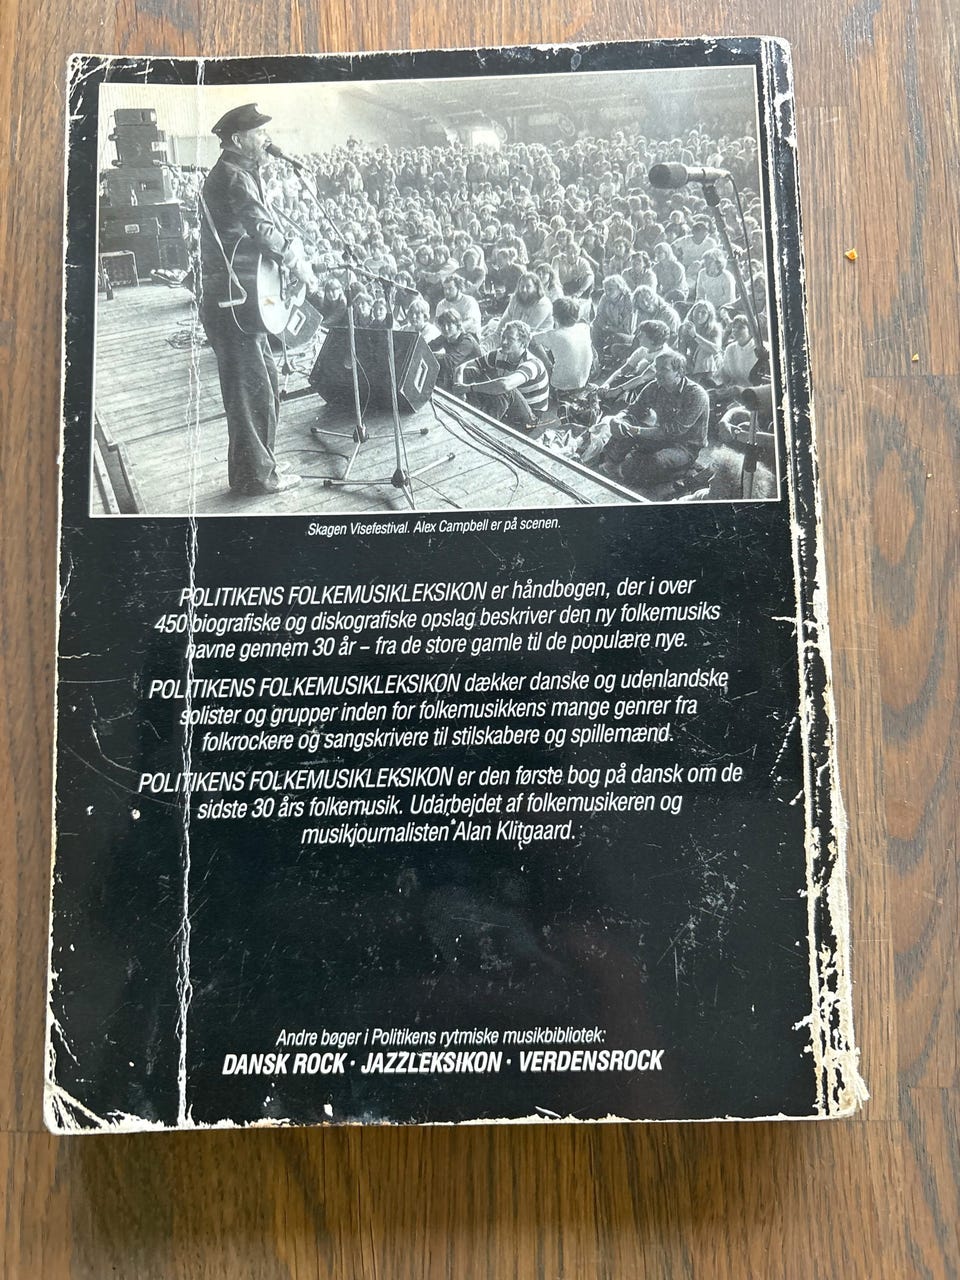 Skagen Visefestival. Alex Campbell er på scenen.
POLITIKENS FOLKEMUSIKLEKSIKON er håndbogen, der i over
450 biografiske og diskografiske opslag beskriver den ny folkemusiks
navne gennem 30 år – fra de store gamle til de populære nye.
POLITIKENS FOLKEMUSIKLEKSIKON dækker danske og udenlandske
solister og grupper inden for folkemusikkens mange genrer fra
folkrockere og sangskrivere til stilskabere og spillemænd.
POLITIKENS FOLKEMUSIKLEKSIKON er den første bog på dansk om de
sidste 30 års folkemusik. Udarbejdet af folkemusikeren og
musikjournalisten Alan Klitgaard.
Andre bøger i Politikens rytmiske musikbibliotek:
DANSK ROCK · JAZZLEKSIKON · VERDENSROCK